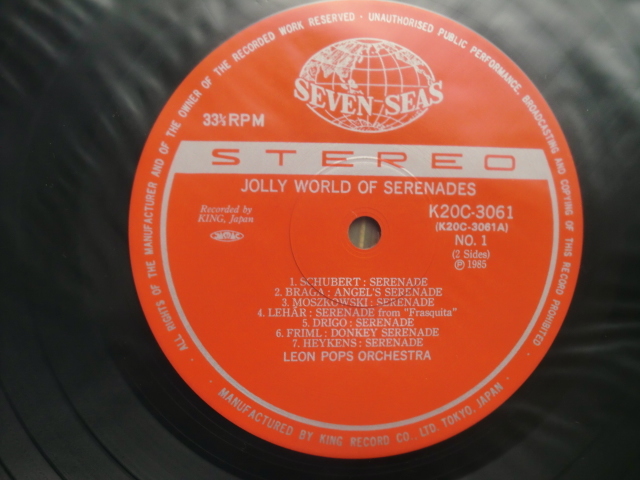 ALL RIGHTS OF THE MANUFACTURER AND OF THE OWNER OF THE RECORDED WORK RESERVED · UNAUTHORISED PUBLIC PERFORMANCE, BROADCASTING AND COPYING OF THIS RECORD PROHIBITED
SEVEN SEAS
33⅓ RPM
STEREO
JOLLY WORLD OF SERENADES
Recorded by
KING, Japan
K20C-3061
(K20C-3061A)
NO. 1
(2 Sides)
Ⓟ 1985
1. SCHUBERT : SERENADE
2. BRAGA : ANGEL'S SERENADE
3. MOSZKOWSKI : SERENADE
4. LEHÁR : SERENADE from "Frasquita"
5. DRIGO : SERENADE
6. FRIML : DONKEY SERENADE
7. HEYKENS : SERENADE
LEON POPS ORCHESTRA
· MANUFACTURED BY KING RECORD CO., LTD. TOKYO, JAPAN ·